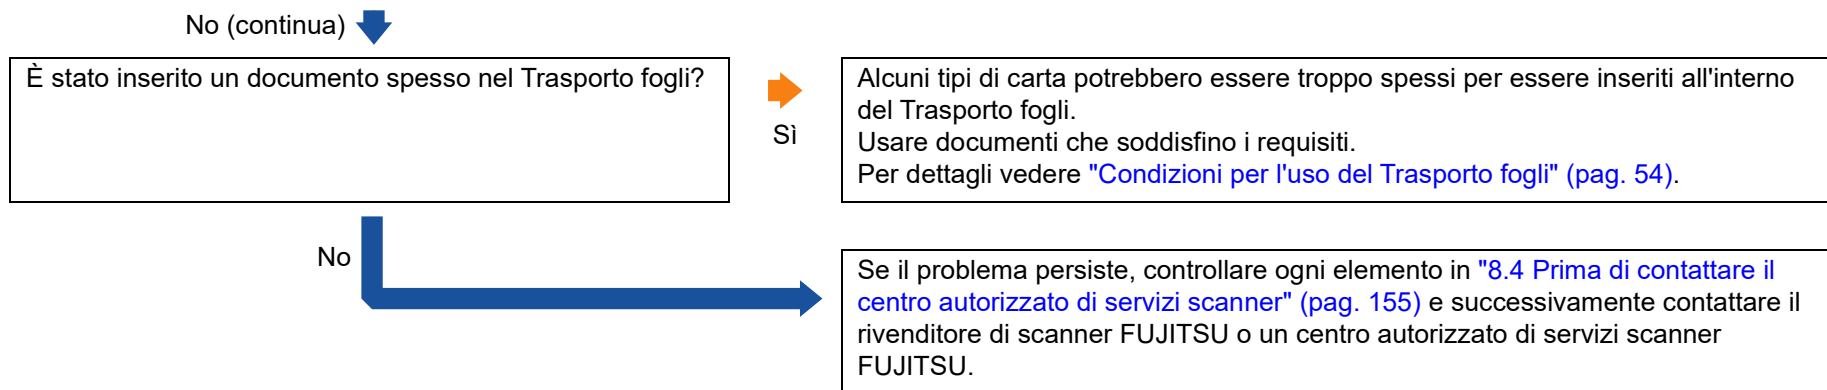 No (continua)
È stato inserito un documento spesso nel Trasporto fogli?
Sì
Alcuni tipi di carta potrebbero essere troppo spessi per essere inseriti all'interno
del Trasporto fogli.
Usare documenti che soddisfino i requisiti.
Per dettagli vedere "Condizioni per l'uso del Trasporto fogli" (pag. 54).
No
Se il problema persiste, controllare ogni elemento in "8.4 Prima di contattare il
centro autorizzato di servizi scanner" (pag. 155) e successivamente contattare il
rivenditore di scanner FUJITSU o un centro autorizzato di servizi scanner
FUJITSU.